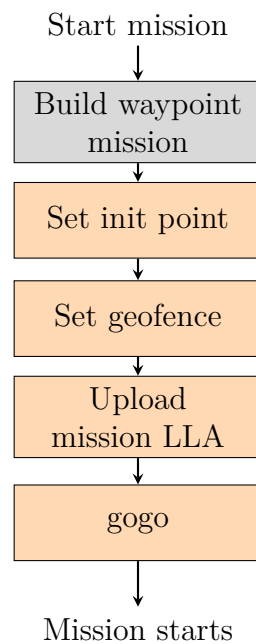 Start mission
Build waypoint
mission
Set init point
Set geofence
Upload
mission LLA
gogo
Mission starts